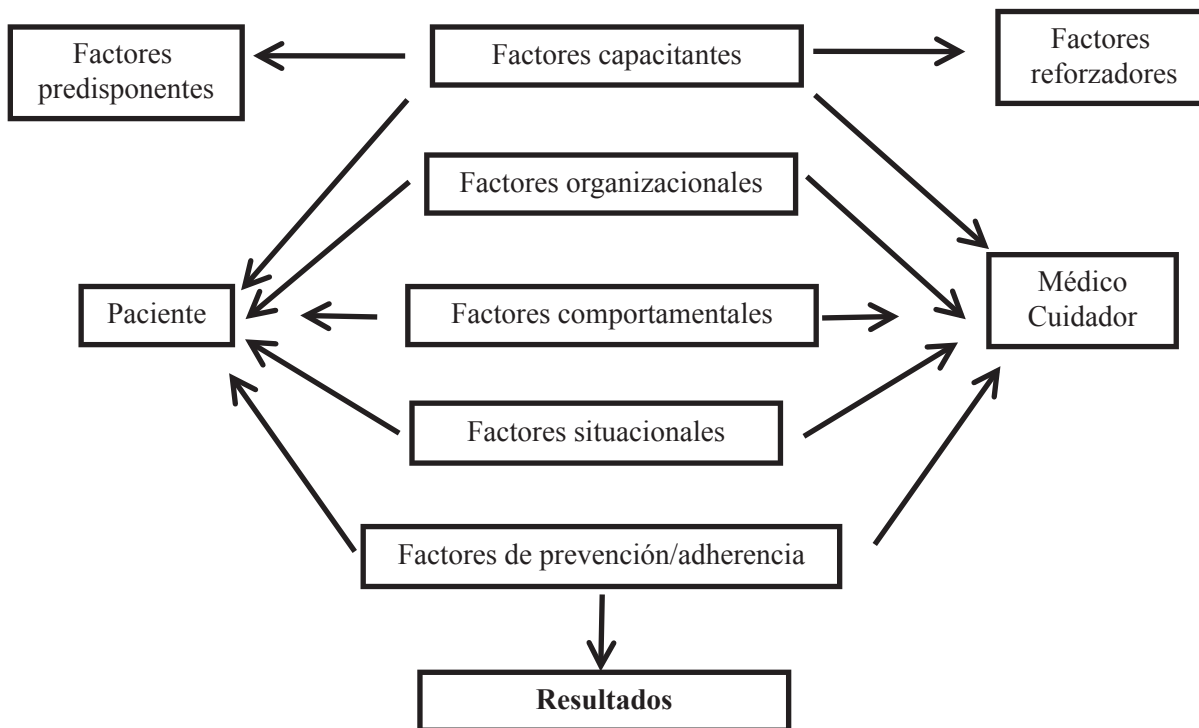 Factores
predisponentes
Factores capacitantes
Factores
reforzadores
Factores organizacionales
Paciente
Factores comportamentales
Médico
Cuidador
Factores situacionales
Factores de prevención/adherencia
Resultados